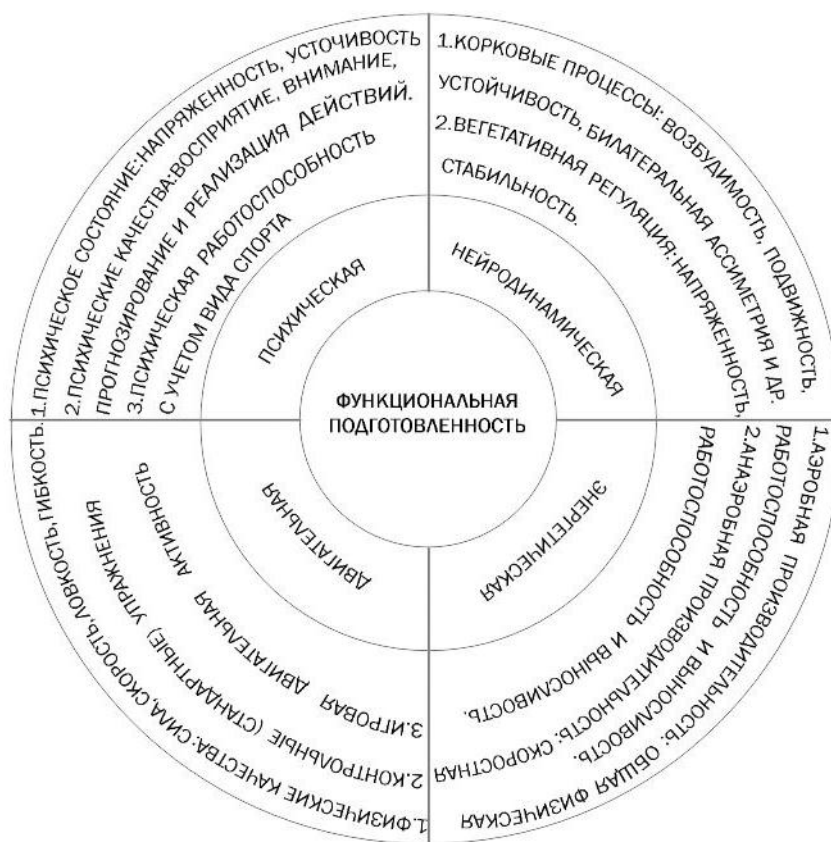 1.ПСИХИЧЕСКОЕ СОСТОЯНИЕ:НАПРЯЖЕННОСТЬ, УСТОЧИВОСТЬ
2.ПСИХИЧЕСКИЕ КАЧЕСТВА:ВОСПРИЯТИЕ, ВНИМАНИЕ,
ПРОГНОЗИРОВАНИЕ И РЕАЛИЗАЦИЯ ДЕЙСТВИЙ.
3.ПСИХИЧЕСКАЯ РАБОТОСПОСОБНОСТЬ
С УЧЕТОМ ВИДА СПОРТА
ПСИХИЧЕСКАЯ
1.КОРКОВЫЕ ПРОЦЕССЫ: ВОЗБУДИМОСТЬ, ПОДВИЖНОСТЬ,
УСТОЙЧИВОСТЬ, БИЛАТЕРАЛЬНАЯ АССИМЕТРИЯ И ДР.
2.ВЕГЕТАТИВНАЯ РЕГУЛЯЦИЯ: НАПРЯЖЕННОСТЬ,
СТАБИЛЬНОСТЬ.
НЕЙРОДИНАМИЧЕСКАЯ
ФУНКЦИОНАЛЬНАЯ
ПОДГОТОВЛЕННОСТЬ
ДВИГАТЕЛЬНАЯ
1.ФИЗИЧЕСКИЕ КАЧЕСТВА: СИЛА, СКОРОСТЬ, ЛОВКОСТЬ, ГИБКОСТЬ.
2.КОНТРОЛЬНЫЕ (СТАНДАРТНЫЕ) УПРАЖНЕНИЯ
3.ИГРОВАЯ ДВИГАТЕЛЬНАЯ АКТИВНОСТЬ
ЭНЕРГЕТИЧЕСКАЯ
1.АЭРОБНАЯ ПРОИЗВОДИТЕЛЬНОСТЬ: ОБЩАЯ ФИЗИЧЕСКАЯ
РАБОТОСПОСОБНОСТЬ И ВЫНОСЛИВОСТЬ.
2.АНАЭРОБНАЯ ПРОИЗВОДИТЕЛЬНОСТЬ: СКОРОСТНАЯ
РАБОТОСПОСОБНОСТЬ И ВЫНОСЛИВОСТЬ.